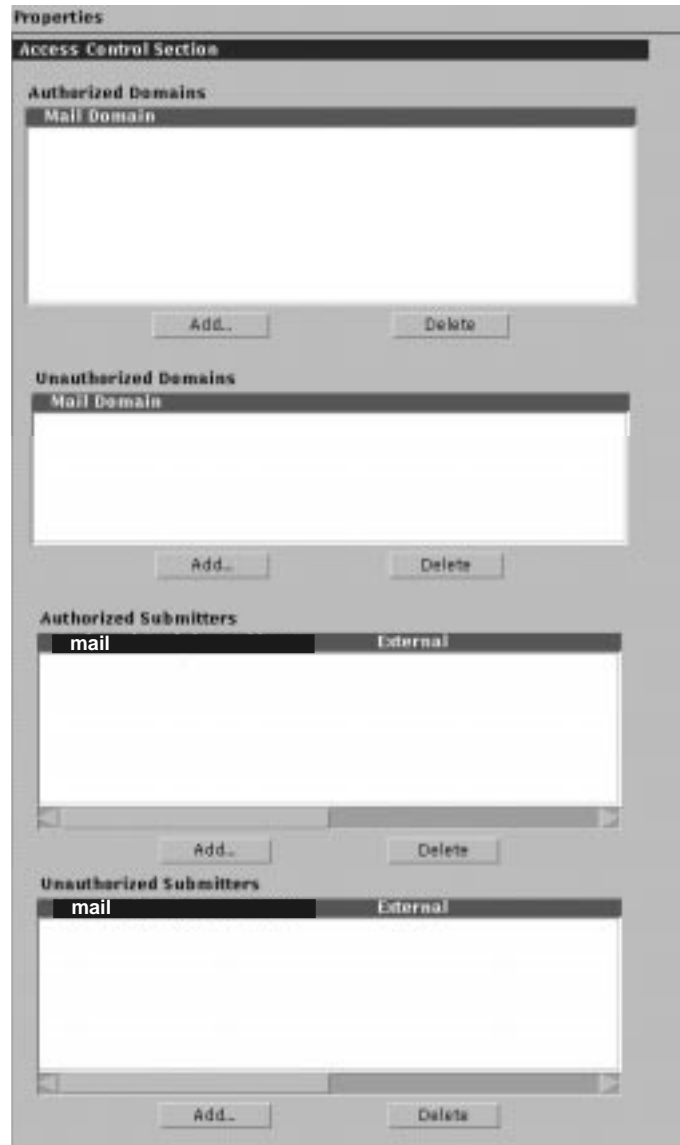 Properties
Access Control Section
Authorized Domains
Mail Domain
Add...
Delete
Unauthorized Domains
Mail Domain
Add...
Delete
Authorized Submitters
mail External
Add...
Delete
Unauthorized Submitters
mail External
Add...
Delete